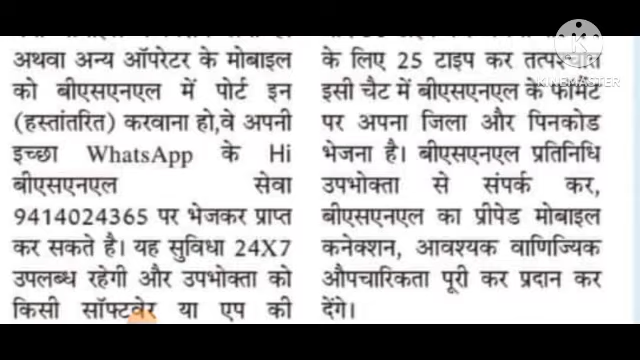 अथवा अन्य ऑपरेटर के मोबाइल
को बीएसएनएल में पोर्ट इन
(हस्तांतरित) करवाना हो,वे अपनी
इच्छा WhatsApp के Hi
बीएसएनएल सेवा
9414024365 पर भेजकर प्राप्त
कर सकते है। यह सुविधा 24X7
उपलब्ध रहेगी और उपभोक्ता को
किसी सॉफ्टवेर या एप की
के लिए 25 टाइप कर तत्पश्चात
इसी चैट में बीएसएनएल के फॉर्मेट
पर अपना जिला और पिनकोड
भेजना है। बीएसएनएल प्रतिनिधि
उपभोक्ता से संपर्क कर,
बीएसएनएल का प्रीपेड मोबाइल
कनेक्शन, आवश्यक वाणिज्यिक
औपचारिकता पूरी कर प्रदान कर
देंगे।
KINEMASTER